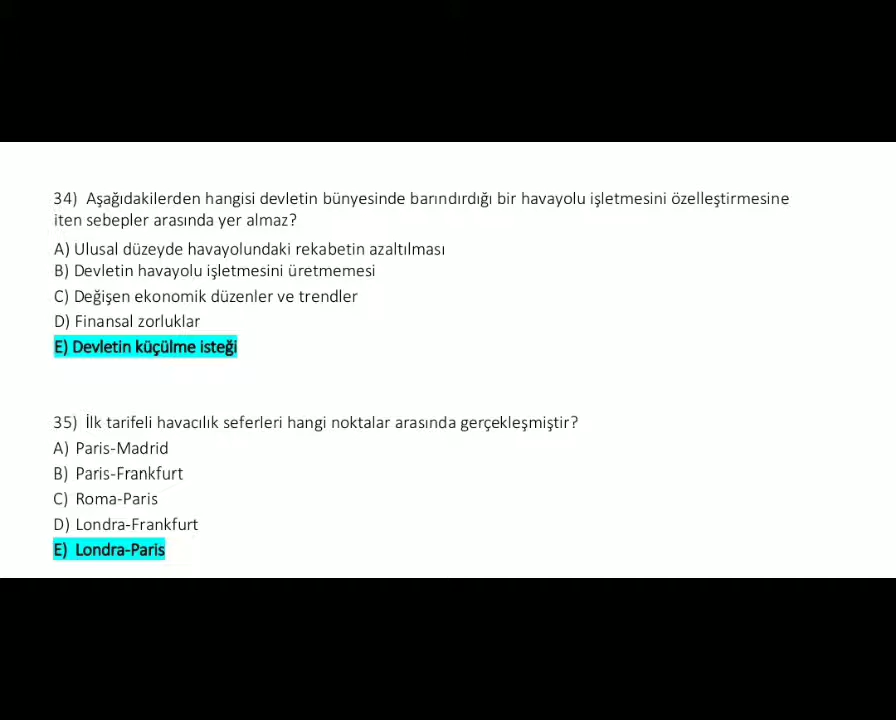 34) Aşağıdakilerden hangisi devletin bünyesinde barındırdığı bir havayolu işletmesini özelleştirmesine
iten sebepler arasında yer almaz?
A) Ulusal düzeyde havayolundaki rekabetin azaltılması
B) Devletin havayolu işletmesini üretmemesi
C) Değişen ekonomik düzenler ve trendler
D) Finansal zorluklar
E) Devletin küçülme isteği
35) İlk tarifeli havacılık seferleri hangi noktalar arasında gerçekleşmiştir?
A) Paris-Madrid
B) Paris-Frankfurt
C) Roma-Paris
D) Londra-Frankfurt
E) Londra-Paris